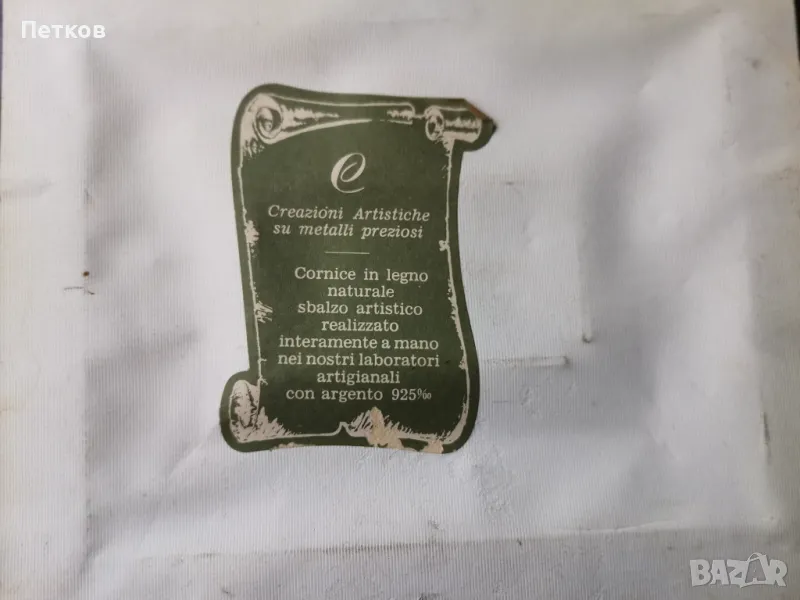 Петков
C
Creazioni Artistiche
su metalli preziosi
Cornice in legno
naturale
sbalzo artistico
realizzato
interamente a mano
nei nostri laboratori
artigianali
con argento 925‰
BAZAR